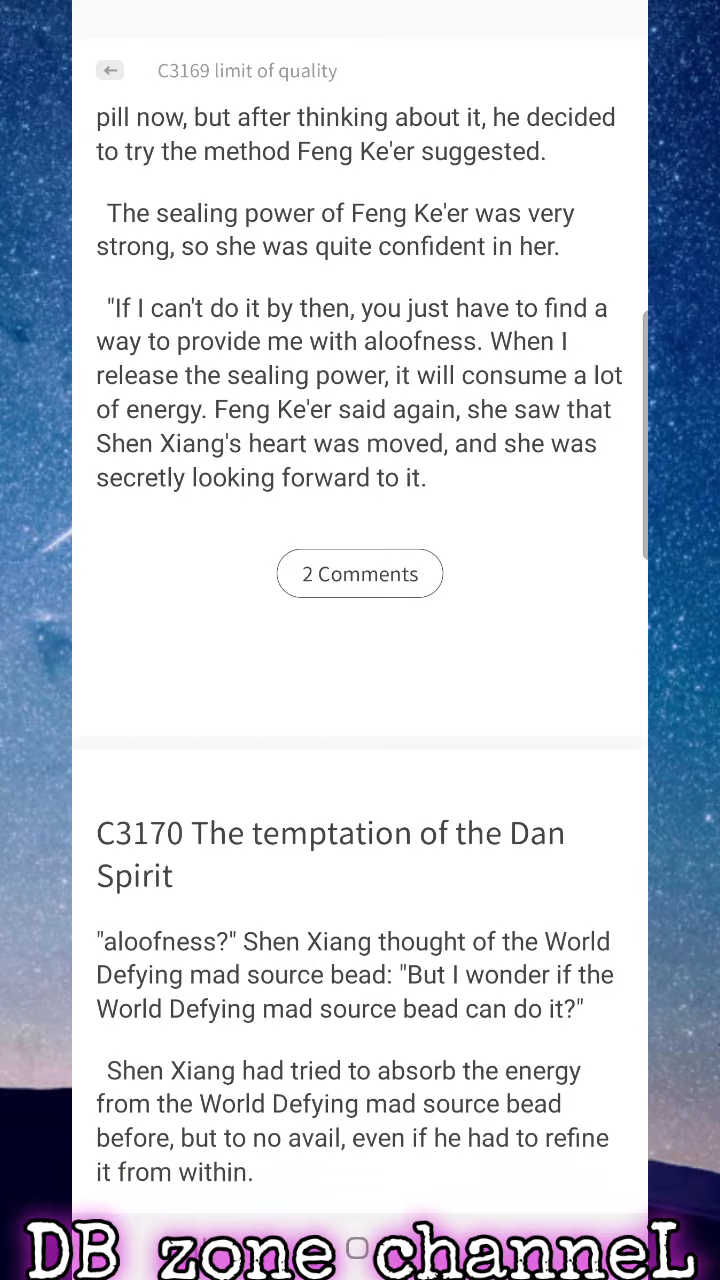 C3169 limit of quality
pill now, but after thinking about it, he decided
to try the method Feng Ke'er suggested.
The sealing power of Feng Ke'er was very
strong, so she was quite confident in her.
"If I can't do it by then, you just have to find a
way to provide me with aloofness. When I
release the sealing power, it will consume a lot
of energy. Feng Ke'er said again, she saw that
Shen Xiang's heart was moved, and she was
secretly looking forward to it.
2 Comments
C3170 The temptation of the Dan
Spirit
"aloofness?" Shen Xiang thought of the World
Defying mad source bead: "But I wonder if the
World Defying mad source bead can do it?"
Shen Xiang had tried to absorb the energy
from the World Defying mad source bead
before, but to no avail, even if he had to refine
it from within.
DB zone channeL